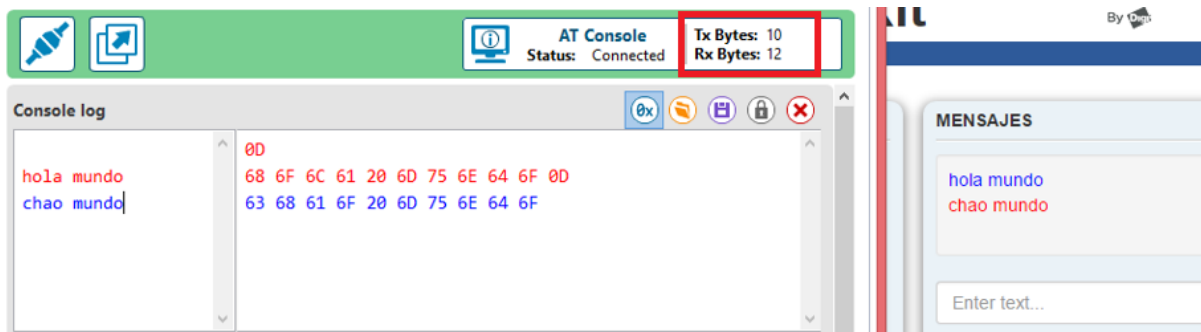 AT Console
Status: Connected
Tx Bytes: 10
Rx Bytes: 12
Console log
0x
0D
hola mundo 68 6F 6C 61 20 6D 75 6E 64 6F 0D
chao mundo 63 68 61 6F 20 6D 75 6E 64 6F
By Digi
MENSAJES
hola mundo
chao mundo
Enter text...